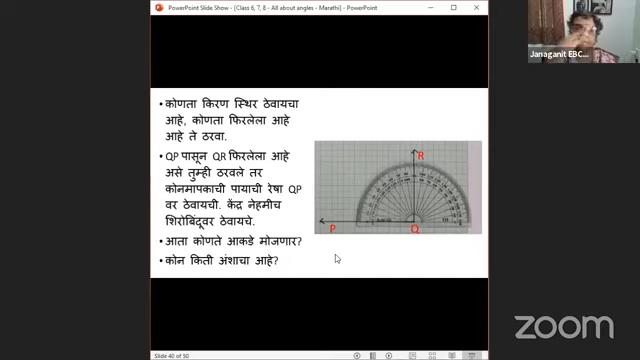 PowerPoint Slide Show - [Class 6, 7, 8 - All about angles - Marathi] - PowerPoint
Janaganit EBC...
• कोणता किरण स्थिर ठेवायचा
आहे, कोणता फिरलेला आहे
आहे ते ठरवा.
• QP पासून QR फिरलेला आहे
असे तुम्ही ठरवले तर
कोनमापकाची पायाची रेषा QP
वर ठेवायची. केंद्र नेहमीच
शिरोबिंदूवर ठेवायचे.
• आता कोणते आकडे मोजणार?
• कोन किती अंशाचा आहे?
R
P
Q
Slide 40 of 50
zoom